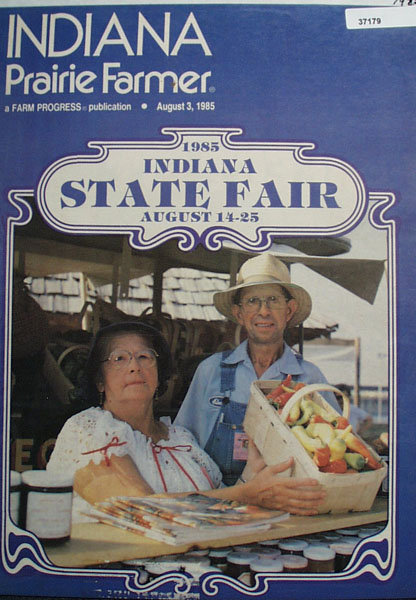 37179
INDIANA
Prairie Farmer®
a FARM PROGRESS® publication • August 3, 1985
1985
INDIANA
STATE FAIR
AUGUST 14-25